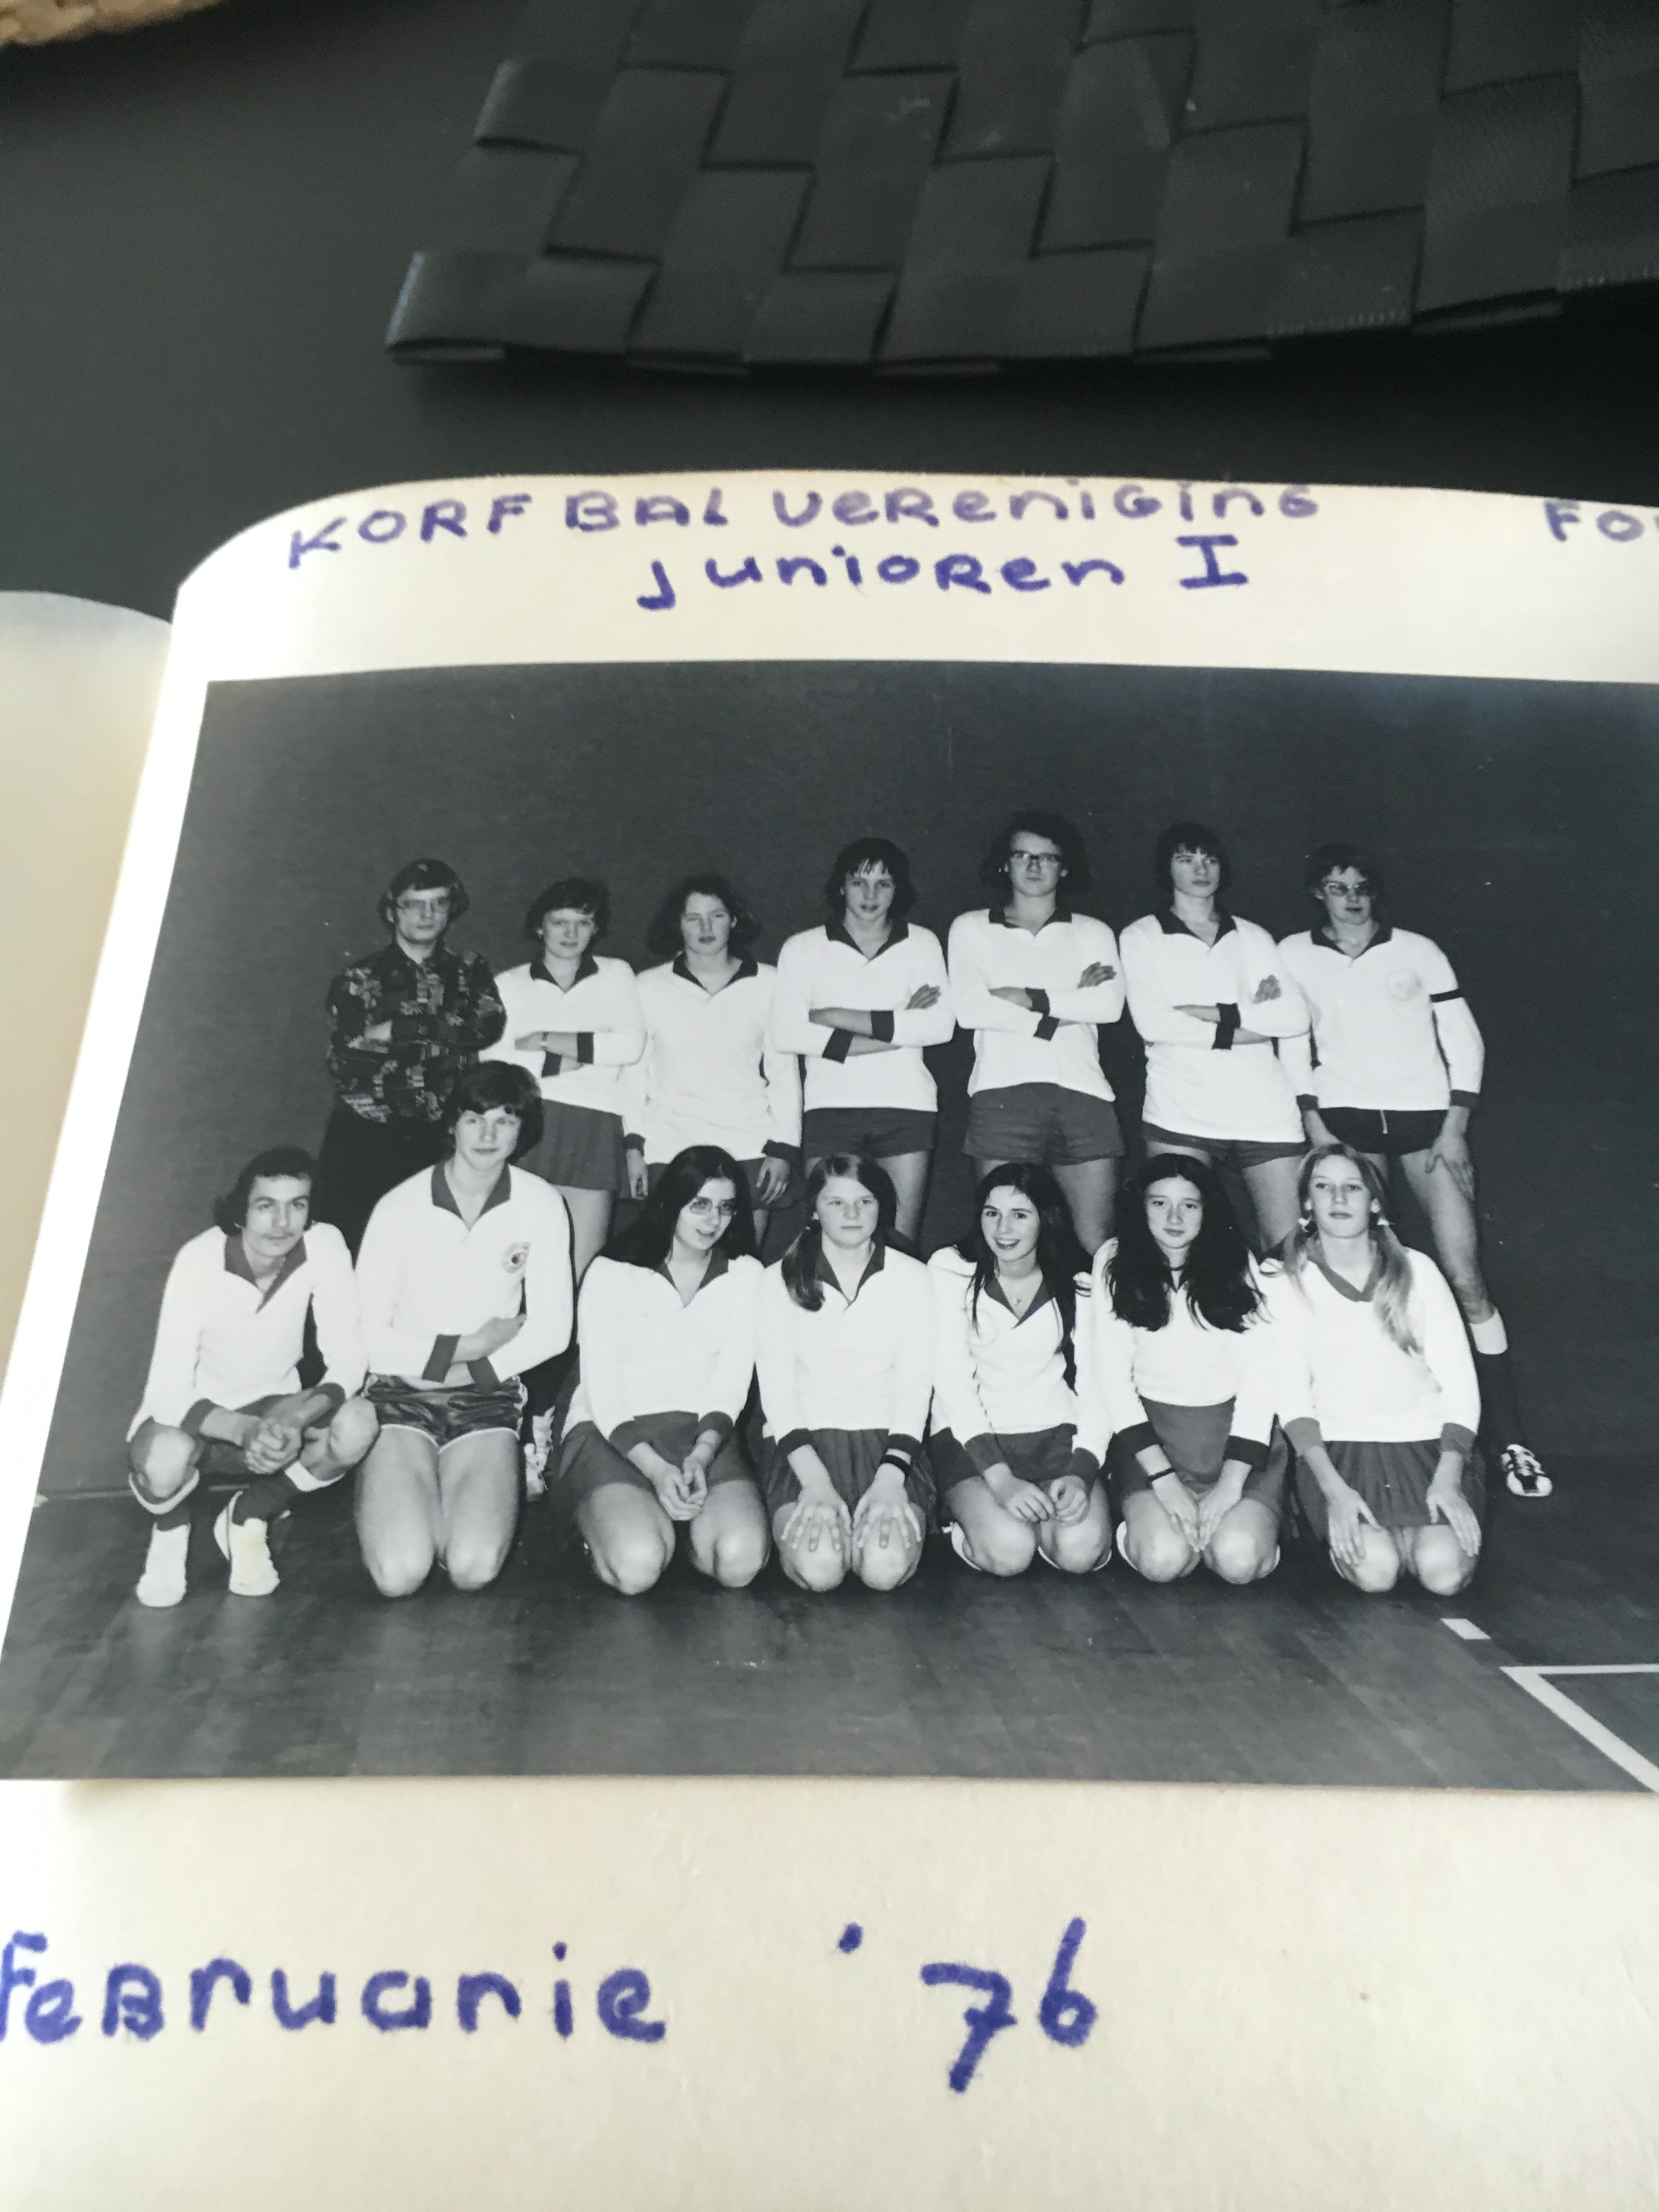 KORFBAL VERENIGING
JUNIOREN I
FEBRUARIE '76